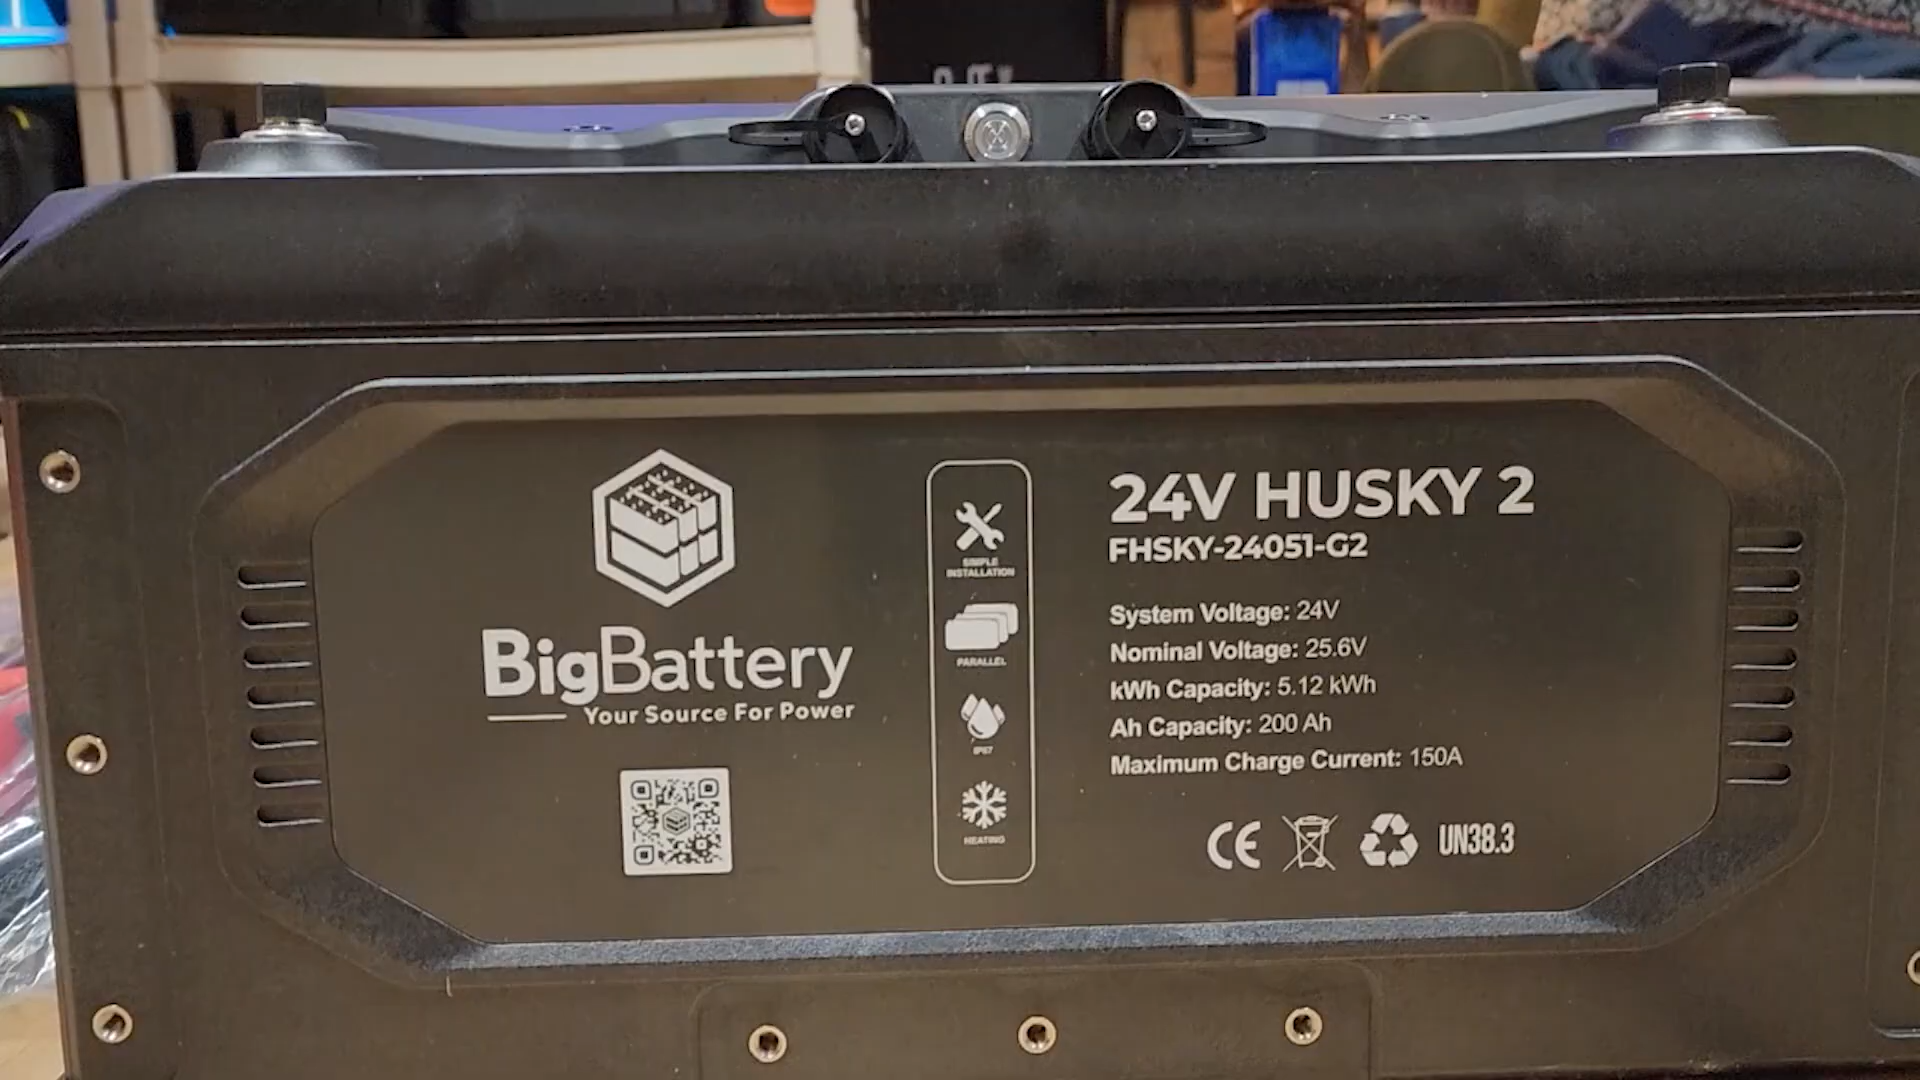 BigBattery
Your Source For Power
SIMPLE
INSTALLATION
PARALLEL
IP67
HEATING
24V HUSKY 2
FHSKY-24051-G2
System Voltage: 24V
Nominal Voltage: 25.6V
kWh Capacity: 5.12 kWh
Ah Capacity: 200 Ah
Maximum Charge Current: 150A
CE
UN38.3